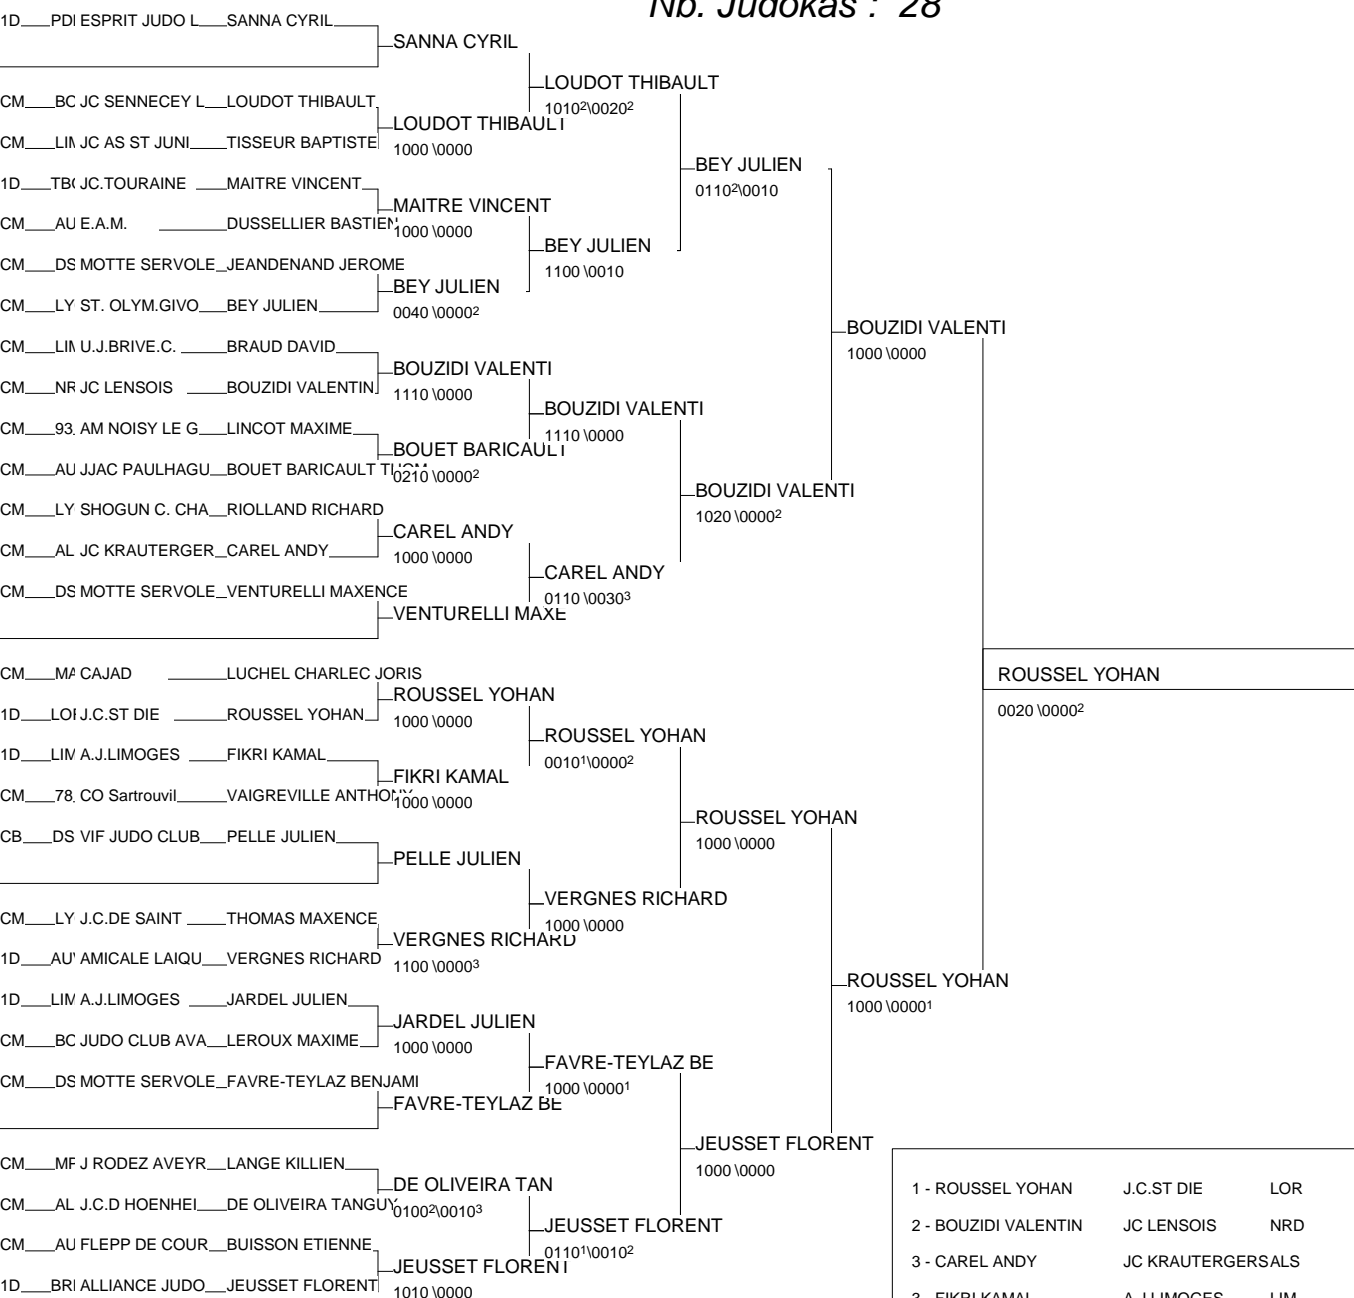 Nb. Judokas : 28
1D PDL ESPRIT JUDO L SANNA CYRIL
SANNA CYRIL
LOUDOT THIBAULT
1010²\0020²
CM BO JC SENNECEY L LOUDOT THIBAULT
LOUDOT THIBAULT
1000 \0000
CM LIM JC AS ST JUNI TISSEUR BAPTISTE
BEY JULIEN
0110²\0010
1D TBO JC.TOURAINE MAITRE VINCENT
MAITRE VINCENT
1000 \0000
CM AU E.A.M. DUSSELLIER BASTIEN
BEY JULIEN
1100 \0010
CM DS MOTTE SERVOLE JEANDENAND JEROME
BEY JULIEN
0040 \0000²
CM LY ST. OLYM.GIVO BEY JULIEN
BOUZIDI VALENTI
1000 \0000
CM LIM U.J.BRIVE.C. BRAUD DAVID
BOUZIDI VALENTI
1110 \0000
CM NR JC LENSOIS BOUZIDI VALENTIN
BOUZIDI VALENTI
1110 \0000
CM 93 AM NOISY LE G LINCOT MAXIME
BOUET BARICAULT
0210 \0000²
CM AU JJAC PAULHAGU BOUET BARICAULT THOM
BOUZIDI VALENTI
1020 \0000²
CM LY SHOGUN C. CHA RIOLLAND RICHARD
CAREL ANDY
1000 \0000
CM AL JC KRAUTERGER CAREL ANDY
CAREL ANDY
0110 \0030³
CM DS MOTTE SERVOLE VENTURELLI MAXENCE
VENTURELLI MAXE
ROUSSEL YOHAN
0020 \0000²
CM MA CAJAD LUCHEL CHARLEC JORIS
ROUSSEL YOHAN
1000 \0000
1D LOR J.C.ST DIE ROUSSEL YOHAN
ROUSSEL YOHAN
0010¹\0000²
1D LIM A.J.LIMOGES FIKRI KAMAL
FIKRI KAMAL
1000 \0000
CM 78 CO Sartrouvil VAIGREVILLE ANTHONY
ROUSSEL YOHAN
1000 \0000
CB DS VIF JUDO CLUB PELLE JULIEN
PELLE JULIEN
VERGNES RICHARD
1000 \0000
CM LY J.C.DE SAINT THOMAS MAXENCE
VERGNES RICHARD
1100 \0000³
1D AUV AMICALE LAIQU VERGNES RICHARD
ROUSSEL YOHAN
1000 \0000¹
1D LIM A.J.LIMOGES JARDEL JULIEN
JARDEL JULIEN
1000 \0000
CM BO JUDO CLUB AVA LEROUX MAXIME
FAVRE-TEYLAZ BE
1000 \0000¹
CM DS MOTTE SERVOLE FAVRE-TEYLAZ BENJAMI
FAVRE-TEYLAZ BE
JEUSSET FLORENT
1000 \0000
CM MP J RODEZ AVEYR LANGE KILLIEN
DE OLIVEIRA TAN
0100²\0010³
CM AL J.C.D HOENHEI DE OLIVEIRA TANGUY
JEUSSET FLORENT
0110¹\0010²
CM AU FLEPP DE COUR BUISSON ETIENNE
JEUSSET FLORENT
1010 \0000
1D BRE ALLIANCE JUDO JEUSSET FLORENT
1 - ROUSSEL YOHAN J.C.ST DIE LOR
2 - BOUZIDI VALENTIN JC LENSOIS NRD
3 - CAREL ANDY JC KRAUTERGERS ALS
3 - FIKRI KAMAL A.J.LIMOGES LIM